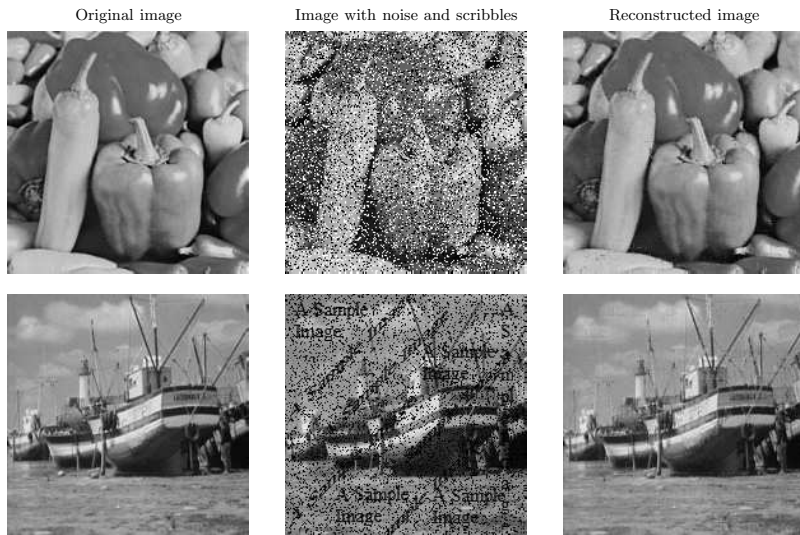 Original image
Image with noise and scribbles
Reconstructed image
A Sample
Image
A
S
A Sample
Image
A Sample
Image
A Sample
Image